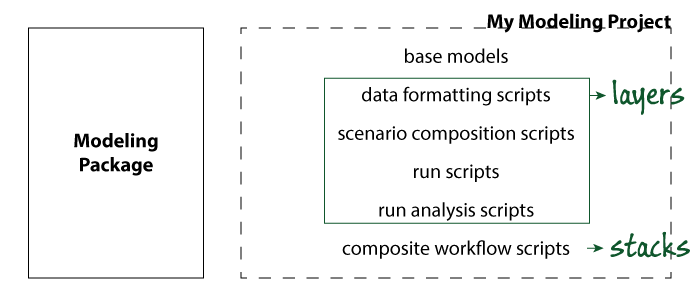 My Modeling Project
base models
data formatting scripts
layers
scenario composition scripts
Modeling
Package
run scripts
run analysis scripts
composite workflow scripts
stacks